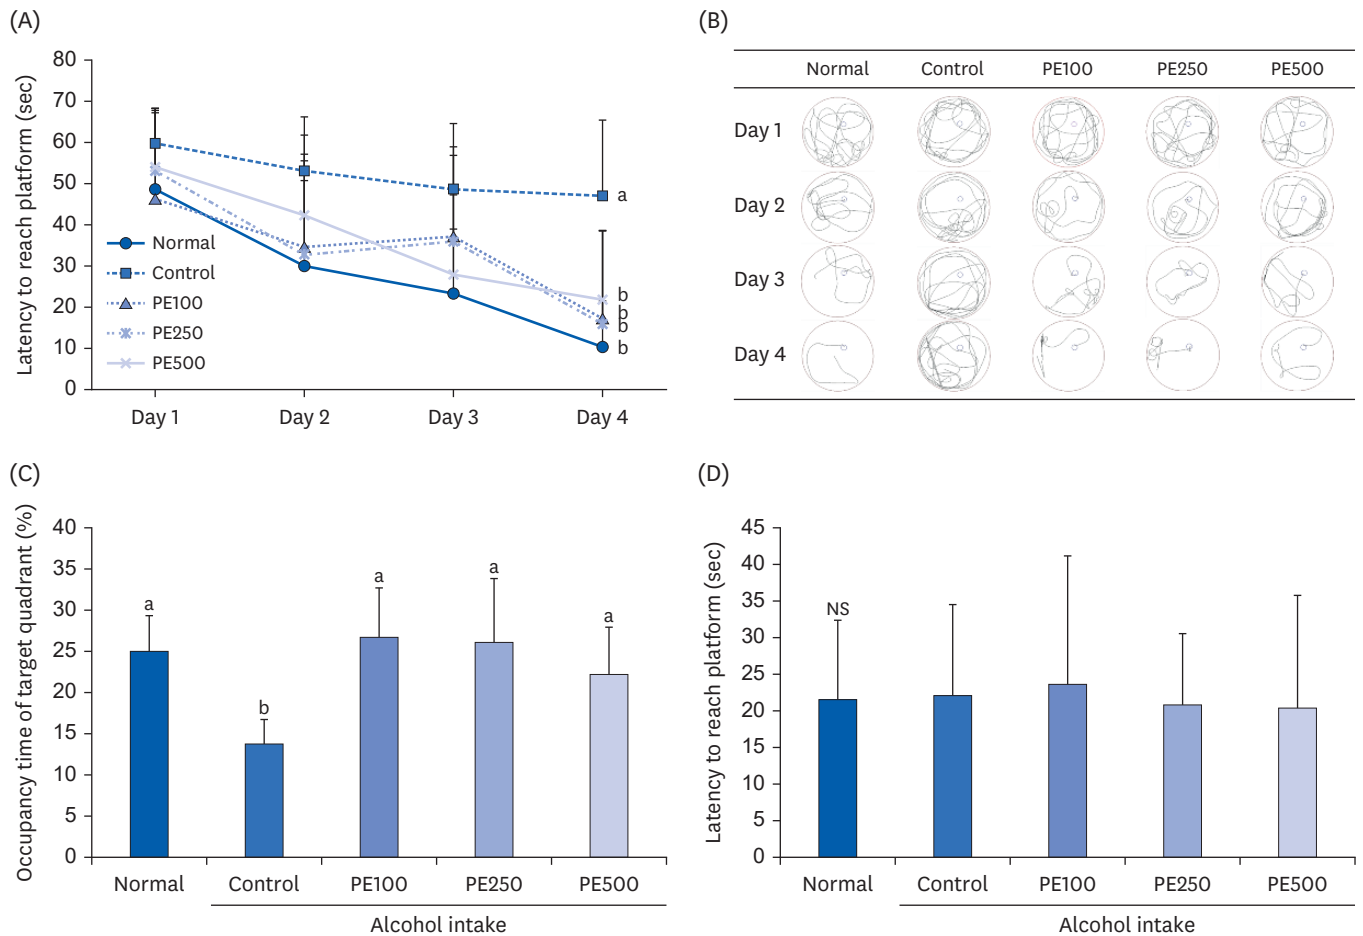 (A)
Latency to reach platform (sec)
80
70
60
50
40
30
20
10
0
Normal
Control
PE100
PE250
PE500
a
b
b
b
b
Day 1 Day 2 Day 3 Day 4
(B)
Normal Control PE100 PE250 PE500
Day 1
Day 2
Day 3
Day 4
(C)
Occupancy time of target quadrant (%)
40
35
30
25
20
15
10
5
0
a b a a a
Normal Control PE100 PE250 PE500
Alcohol intake
(D)
Latency to reach platform (sec)
45
40
35
30
25
20
15
10
5
0
NS
Normal Control PE100 PE250 PE500
Alcohol intake